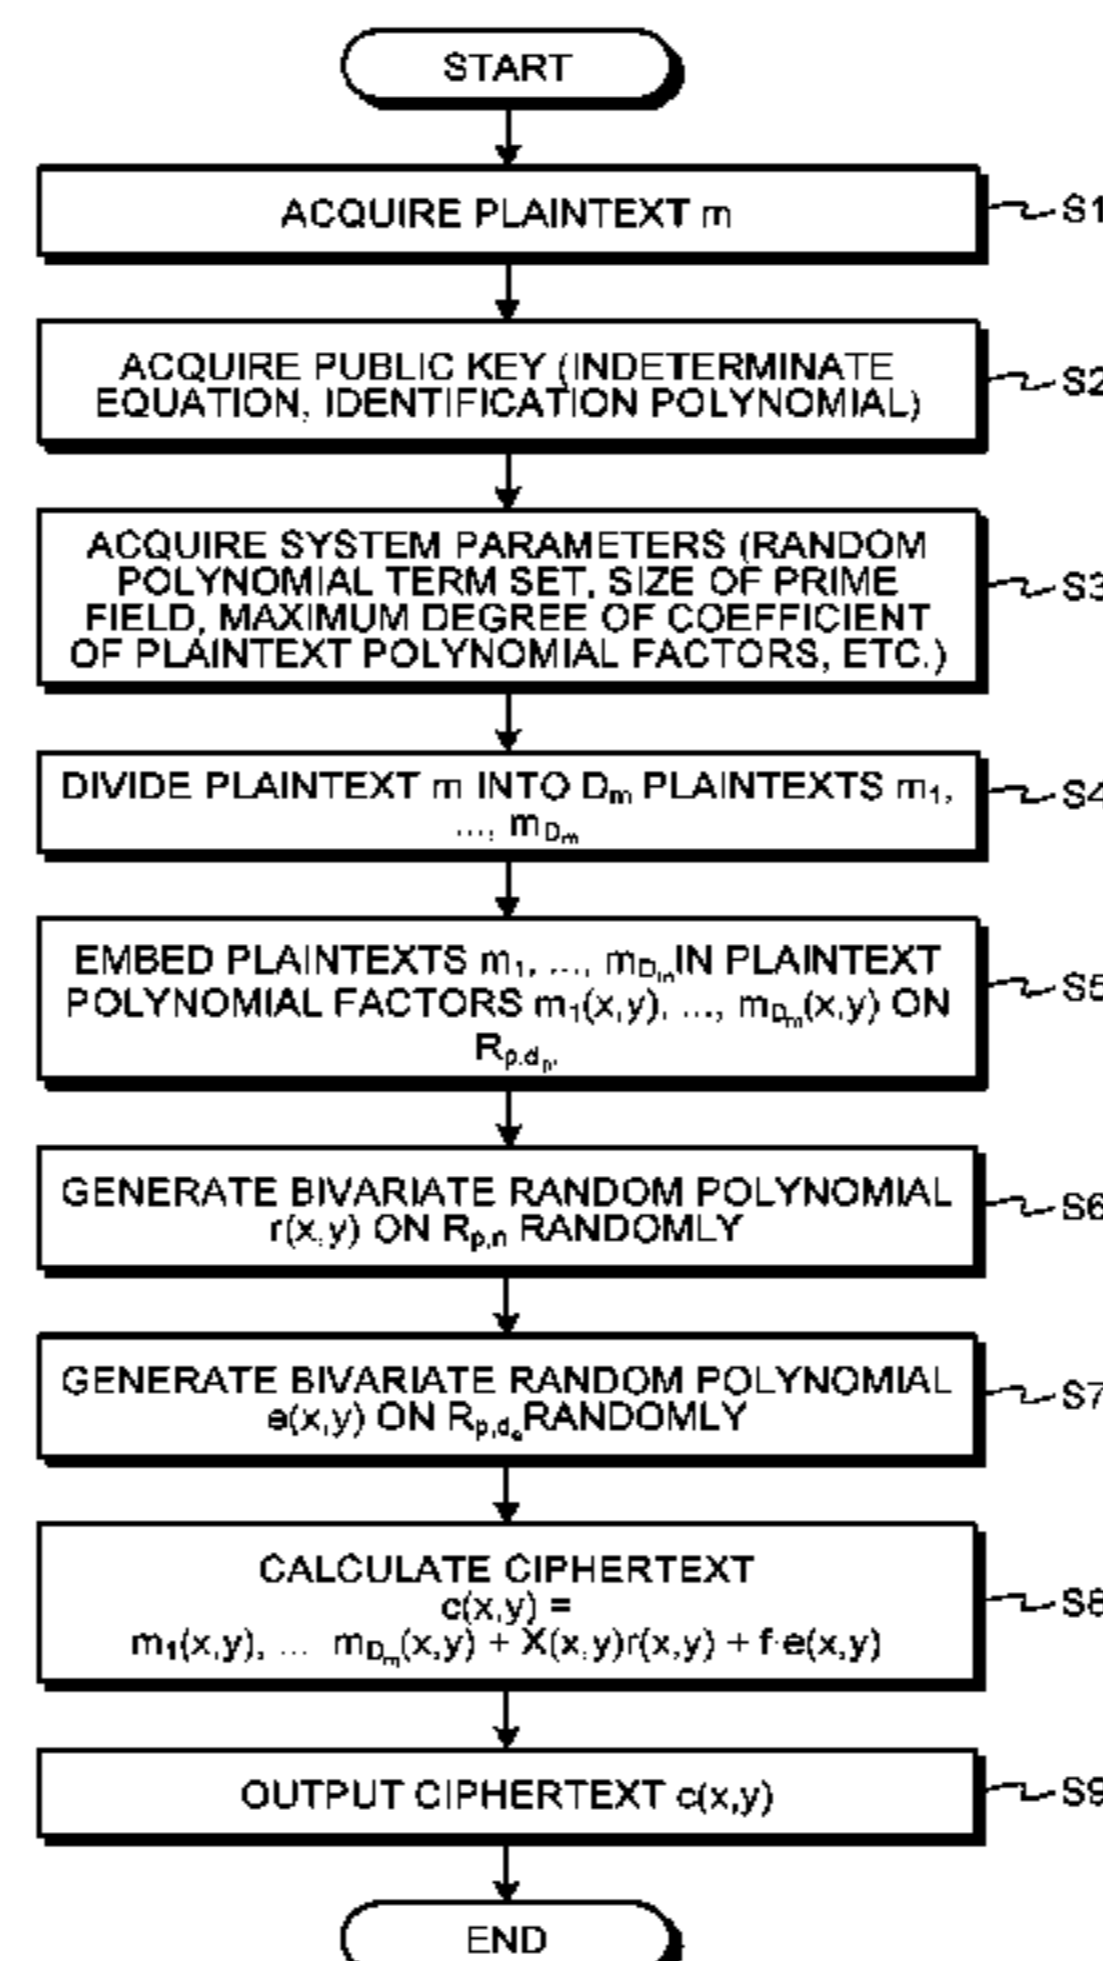 START
ACQUIRE PLAINTEXT m
S1
ACQUIRE PUBLIC KEY (INDETERMINATE
EQUATION, IDENTIFICATION POLYNOMIAL)
S2
ACQUIRE SYSTEM PARAMETERS (RANDOM
POLYNOMIAL TERM SET, SIZE OF PRIME
FIELD, MAXIMUM DEGREE OF COEFFICIENT
OF PLAINTEXT POLYNOMIAL FACTORS, ETC.)
S3
DIVIDE PLAINTEXT m INTO Dm PLAINTEXTS m1,
..., mDm
S4
EMBED PLAINTEXTS m1, ..., mDm IN PLAINTEXT
POLYNOMIAL FACTORS m1(x,y), ..., mDm(x,y) ON
S5
GENERATE BIVARIATE RANDOM POLYNOMIAL
r(x,y) ON Rp,n RANDOMLY
S6
GENERATE BIVARIATE RANDOM POLYNOMIAL
e(x,y) ON Rp,de RANDOMLY
S7
CALCULATE CIPHERTEXT
c(x,y) =
m1(x,y), ... mDm(x,y) + X(x,y)r(x,y) + f·e(x,y)
S8
OUTPUT CIPHERTEXT c(x,y)
S9
END